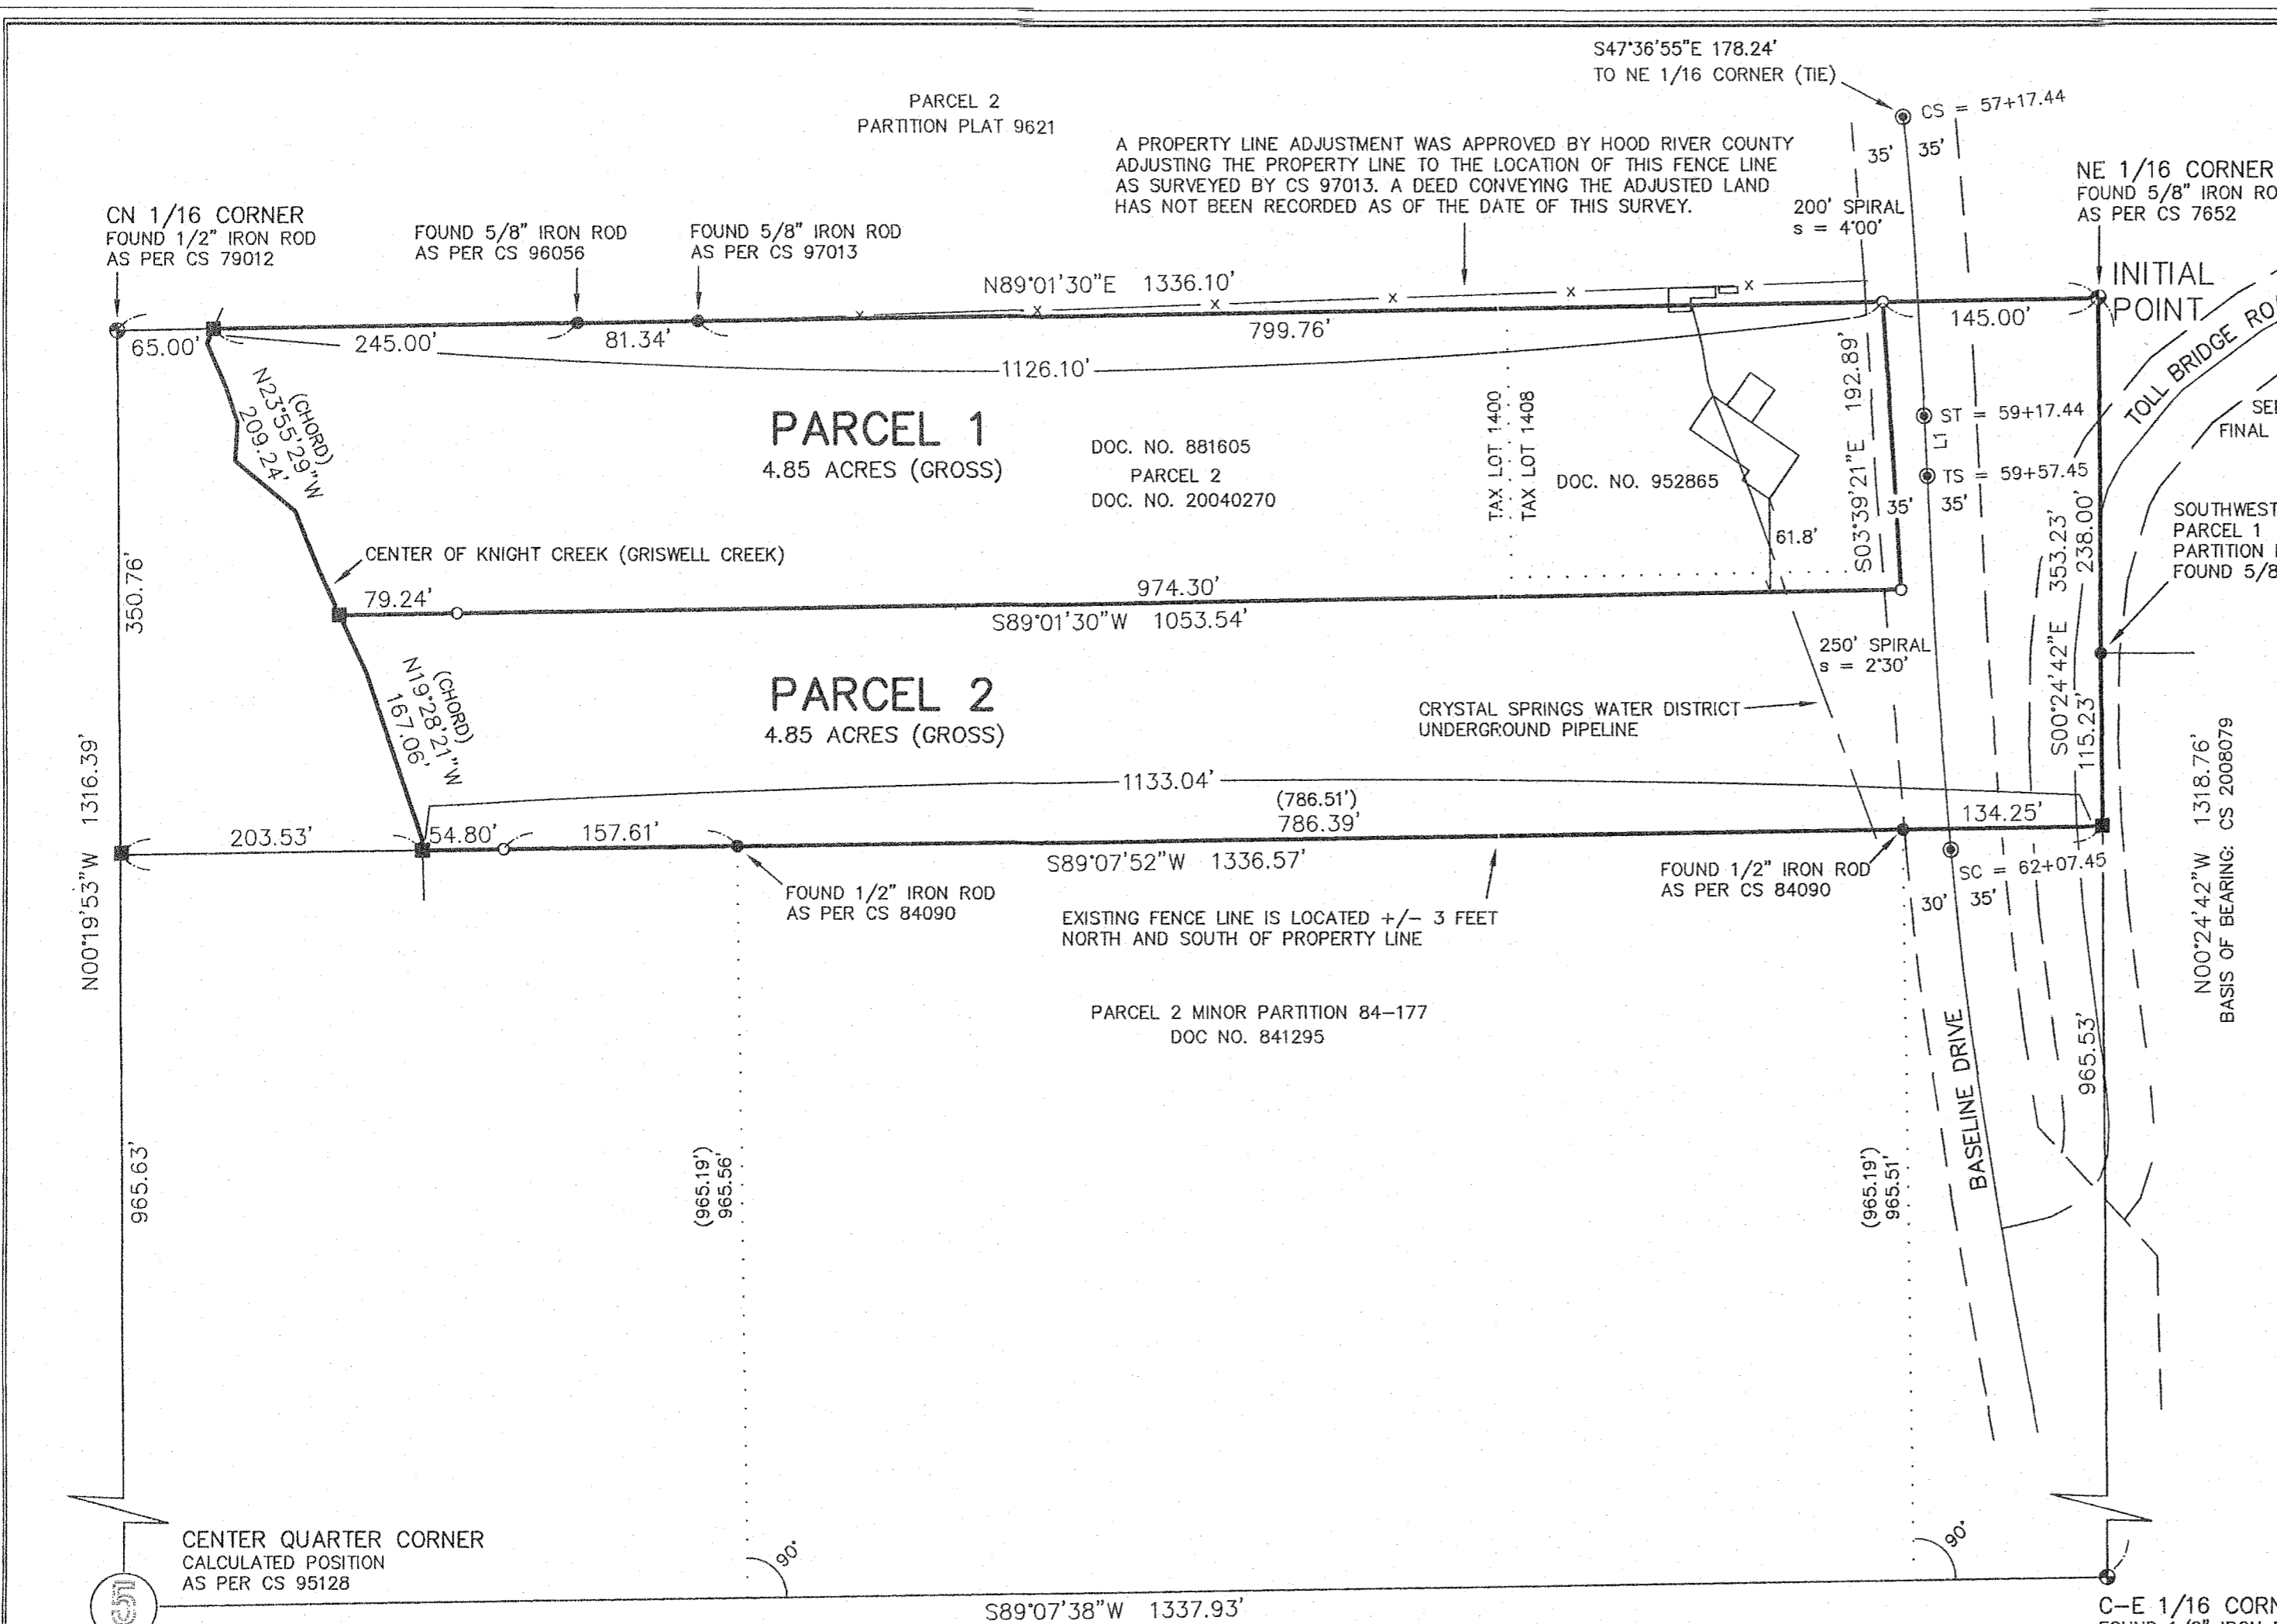 S47°36'55"E 178.24'
TO NE 1/16 CORNER (TIE)
PARCEL 2
PARTITION PLAT 9621
CS = 57+17.44
35'
35'
A PROPERTY LINE ADJUSTMENT WAS APPROVED BY HOOD RIVER COUNTY
ADJUSTING THE PROPERTY LINE TO THE LOCATION OF THIS FENCE LINE
AS SURVEYED BY CS 97013. A DEED CONVEYING THE ADJUSTED LAND
HAS NOT BEEN RECORDED AS OF THE DATE OF THIS SURVEY.
NE 1/16 CORNER
FOUND 5/8" IRON RO
AS PER CS 7652
CN 1/16 CORNER
FOUND 1/2" IRON ROD
AS PER CS 79012
FOUND 5/8" IRON ROD
AS PER CS 96056
FOUND 5/8" IRON ROD
AS PER CS 97013
200' SPIRAL
s = 4°00'
N89°01'30"E 1336.10'
INITIAL
POINT
65.00'
245.00'
81.34'
799.76'
145.00'
1126.10'
TOLL BRIDGE RO
(CHORD)
N23°55'29"W
209.24'
PARCEL 1
4.85 ACRES (GROSS)
DOC. NO. 881605
PARCEL 2
DOC. NO. 20040270
TAX LOT 1400
TAX LOT 1408
DOC. NO. 952865
S03°39'21"E 192.89'
ST = 59+17.44
L1
TS = 59+57.45
35'
35'
SE
FINAL
SOUTHWEST
PARCEL 1
PARTITION
FOUND 5/8
61.8'
CENTER OF KNIGHT CREEK (GRISWELL CREEK)
350.76'
79.24'
974.30'
S89°01'30"W 1053.54'
S00°24'42"E 353.23'
238.00'
115.23'
250' SPIRAL
s = 2°30'
(CHORD)
N19°28'21"W
167.06'
PARCEL 2
4.85 ACRES (GROSS)
CRYSTAL SPRINGS WATER DISTRICT
UNDERGROUND PIPELINE
N00°19'53"W 1316.39'
N00°24'42"W 1318.76'
BASIS OF BEARING: CS 2008079
1133.04'
(786.51')
786.39'
134.25'
203.53'
54.80'
157.61'
S89°07'52"W 1336.57'
FOUND 1/2" IRON ROD
AS PER CS 84090
FOUND 1/2" IRON ROD
AS PER CS 84090
SC = 62+07.45
30'
35'
EXISTING FENCE LINE IS LOCATED +/- 3 FEET
NORTH AND SOUTH OF PROPERTY LINE
PARCEL 2 MINOR PARTITION 84-177
DOC NO. 841295
BASELINE DRIVE
965.53'
965.63'
(965.19')
965.56'
(965.19')
965.51'
CENTER QUARTER CORNER
CALCULATED POSITION
AS PER CS 95128
5
90°
90°
S89°07'38"W 1337.93'
C-E 1/16 CORN